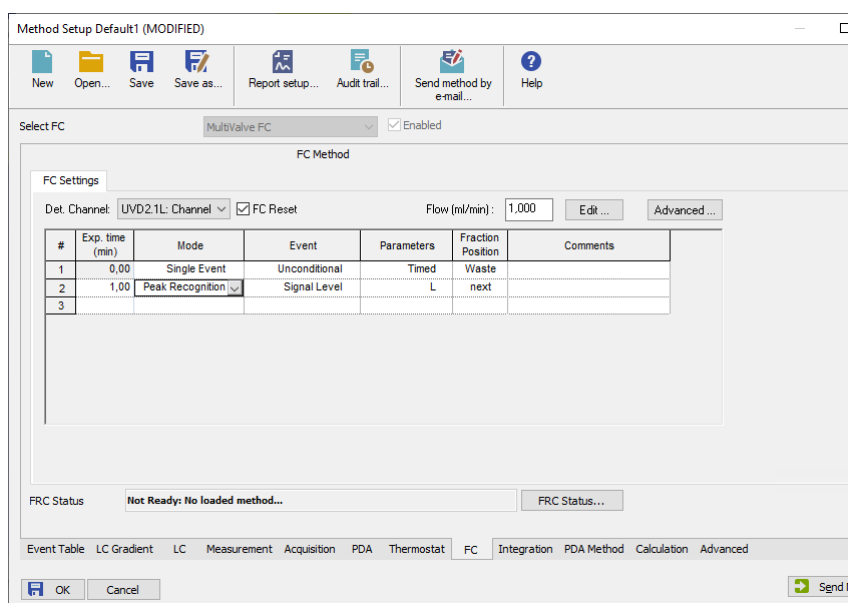 Method Setup Default1 (MODIFIED)
New Open... Save Save as... Report setup... Audit trail... Send method by e-mail... Help
Select FC MultiValve FC Enabled
FC Method
FC Settings
Det. Channel: UVD2.1L: Channel FC Reset Flow (ml/min) : 1,000 Edit ... Advanced ...
# Exp. time (min) Mode Event Parameters Fraction Position Comments
1 0,00 Single Event Unconditional Timed Waste
2 1,00 Peak Recognition Signal Level L next
3
FRC Status Not Ready: No loaded method... FRC Status...
Event Table LC Gradient LC Measurement Acquisition PDA Thermostat FC Integration PDA Method Calculation Advanced
OK Cancel Send